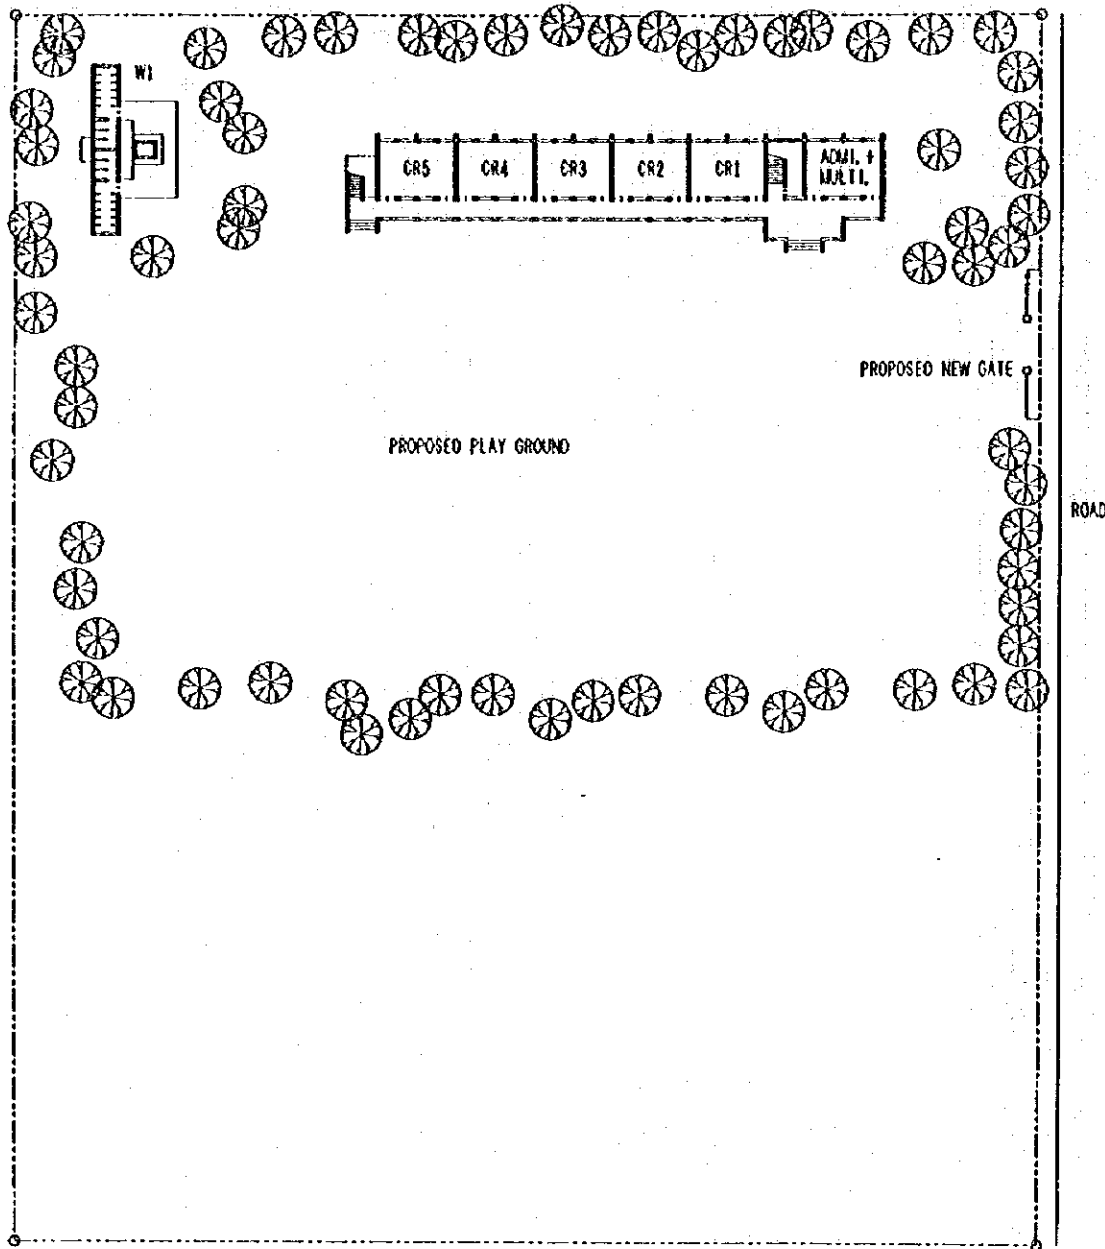 W1
CR5
CR4
CR3
CR2
CR1
ADMI. +
MULTI.
PROPOSED NEW GATE
PROPOSED PLAY GROUND
ROAD